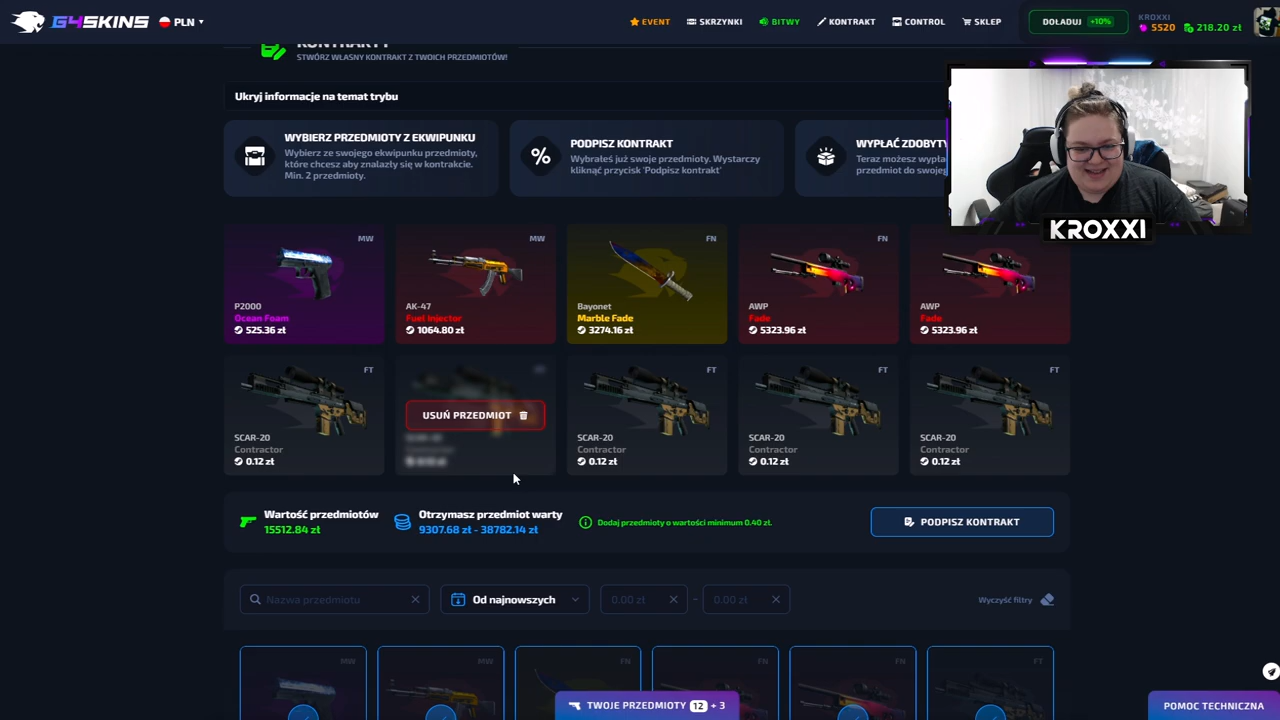 G4SKINS
PLN
EVENT
SKRZYNKI
BITWY
KONTRAKT
CONTROL
SKLEP
DOŁADUJ +10%
KROXXI
5520
218.20 zł
STWÓRZ WŁASNY KONTRAKT Z TWOICH PRZEDMIOTÓW!
Ukryj informacje na temat trybu
WYBIERZ PRZEDMIOTY Z EKWIPUNKU
Wybierz ze swojego ekwipunku przedmioty,
które chcesz aby znalazły się w kontrakcie.
Min. 2 przedmioty.
PODPISZ KONTRAKT
Wybrałeś już swoje przedmioty. Wystarczy
kliknąć przycisk 'Podpisz kontrakt'
WYPŁAĆ ZDOBYT
Teraz możesz wypła
przedmiot do swoje
KROXXI
MW
P2000
Ocean Foam
525.36 zł
MW
AK-47
Fuel Injector
1064.80 zł
FN
Bayonet
Marble Fade
3274.16 zł
FN
AWP
Fade
5323.96 zł
AWP
Fade
5323.96 zł
FT
SCAR-20
Contractor
0.12 zł
USUŃ PRZEDMIOT
FT
SCAR-20
Contractor
0.12 zł
FT
SCAR-20
Contractor
0.12 zł
FT
SCAR-20
Contractor
0.12 zł
Wartość przedmiotów
15512.84 zł
Otrzymasz przedmiot warty
9307.68 zł - 38782.14 zł
Dodaj przedmioty o wartości minimum 0.40 zł.
PODPISZ KONTRAKT
Nazwa przedmiotu
Od najnowszych
0.00 zł
-
0.00 zł
Wyczyść filtry
MW
MW
FN
FN
FN
FT
TWOJE PRZEDMIOTY 12 + 3
POMOC TECHNICZNA